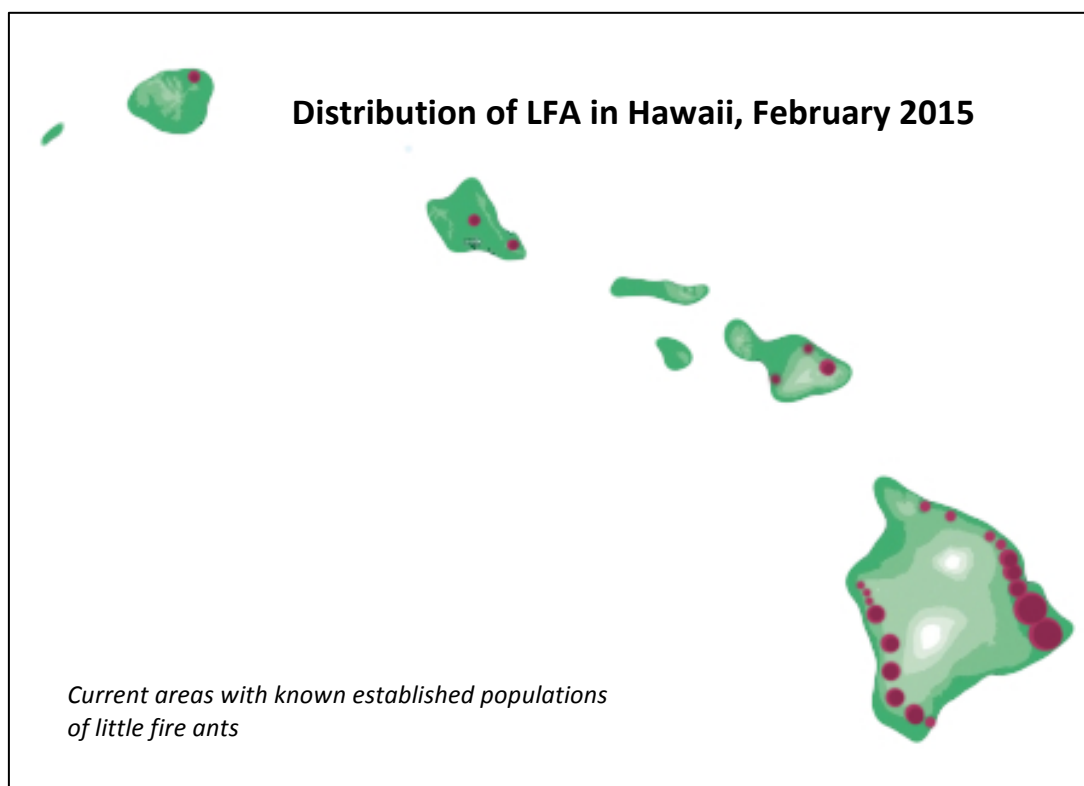 Distribution of LFA in Hawaii, February 2015
Current areas with known established populations
of little fire ants